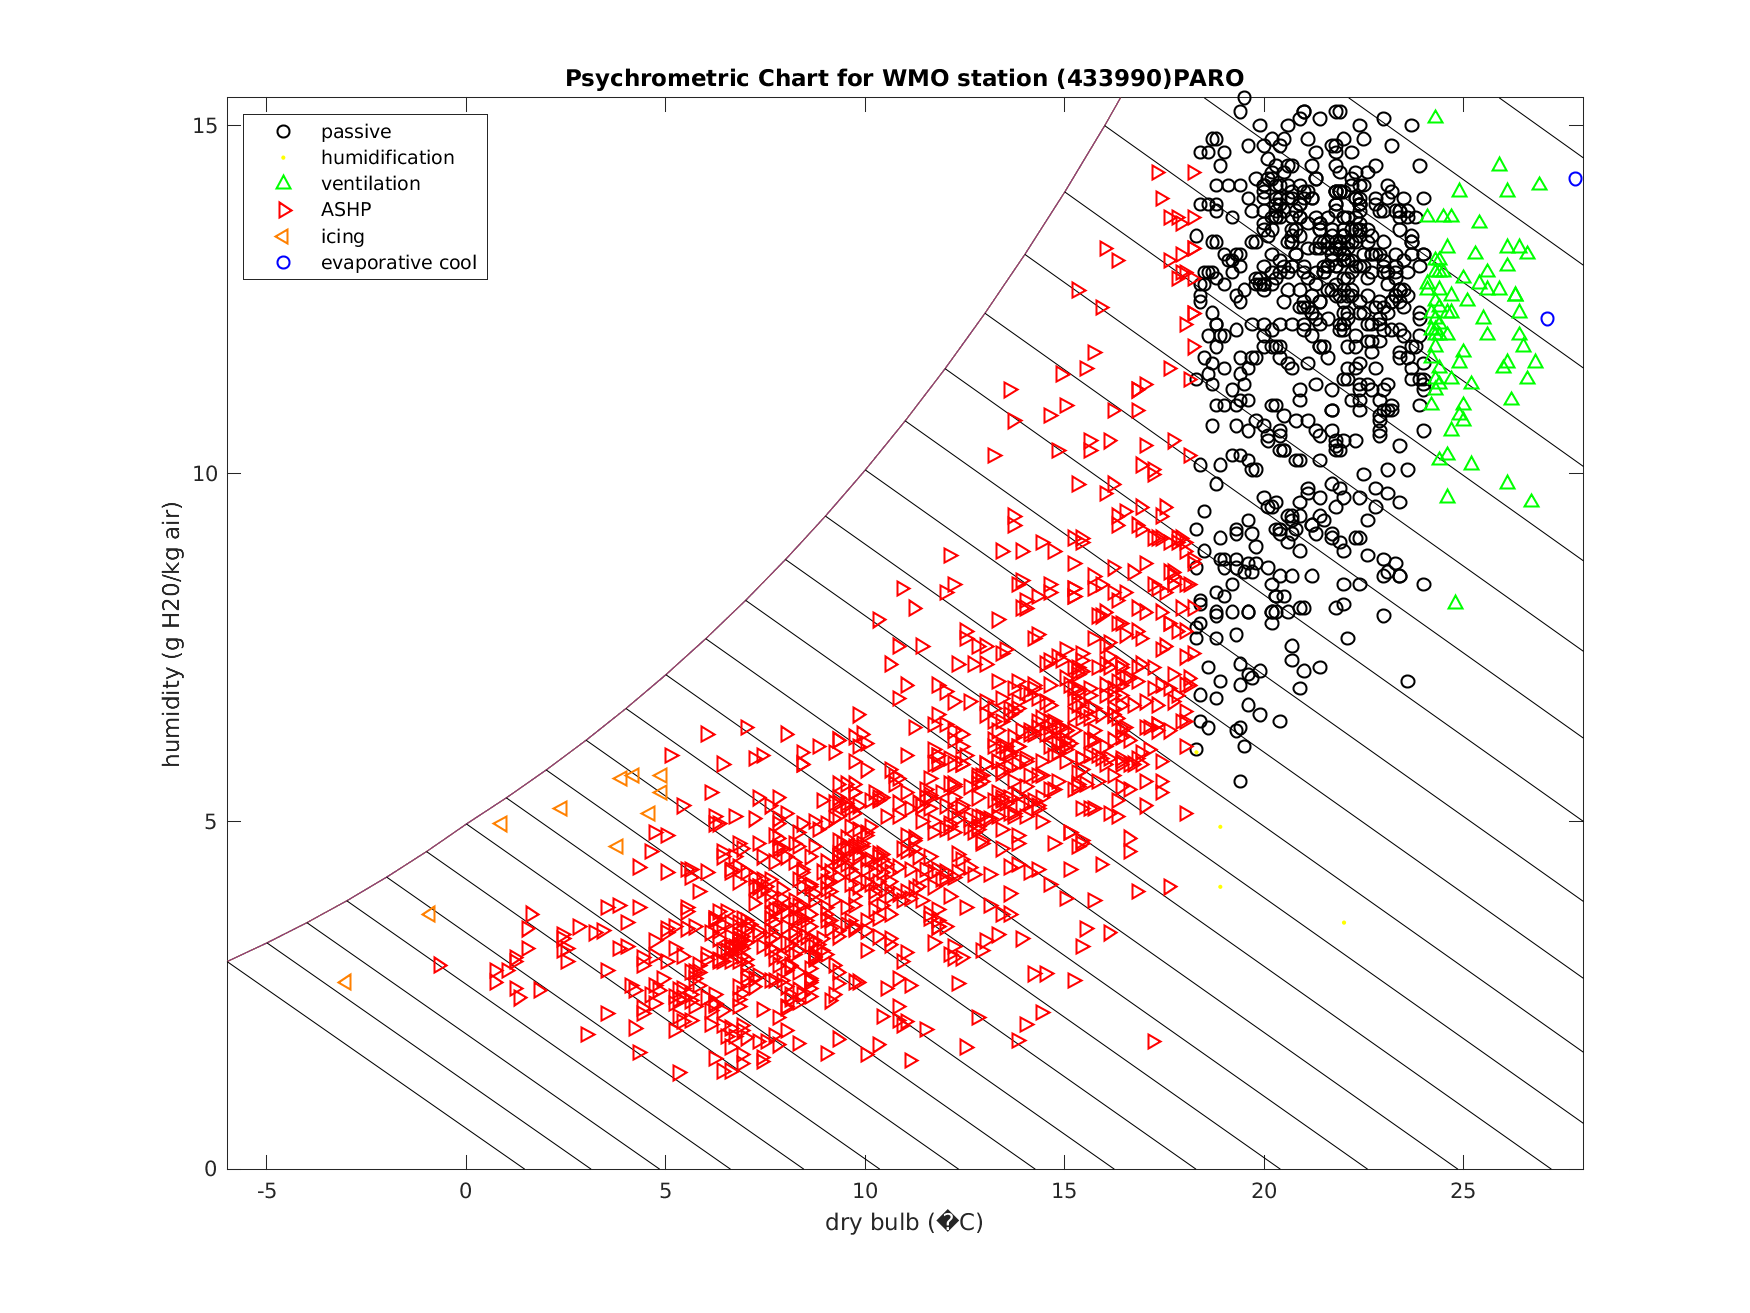 Psychrometric Chart for WMO station (433990)PARO
passive
humidification
ventilation
ASHP
icing
evaporative cool
humidity (g H20/kg air)
15
10
5
0
-5 0 5 10 15 20 25
dry bulb (�C)